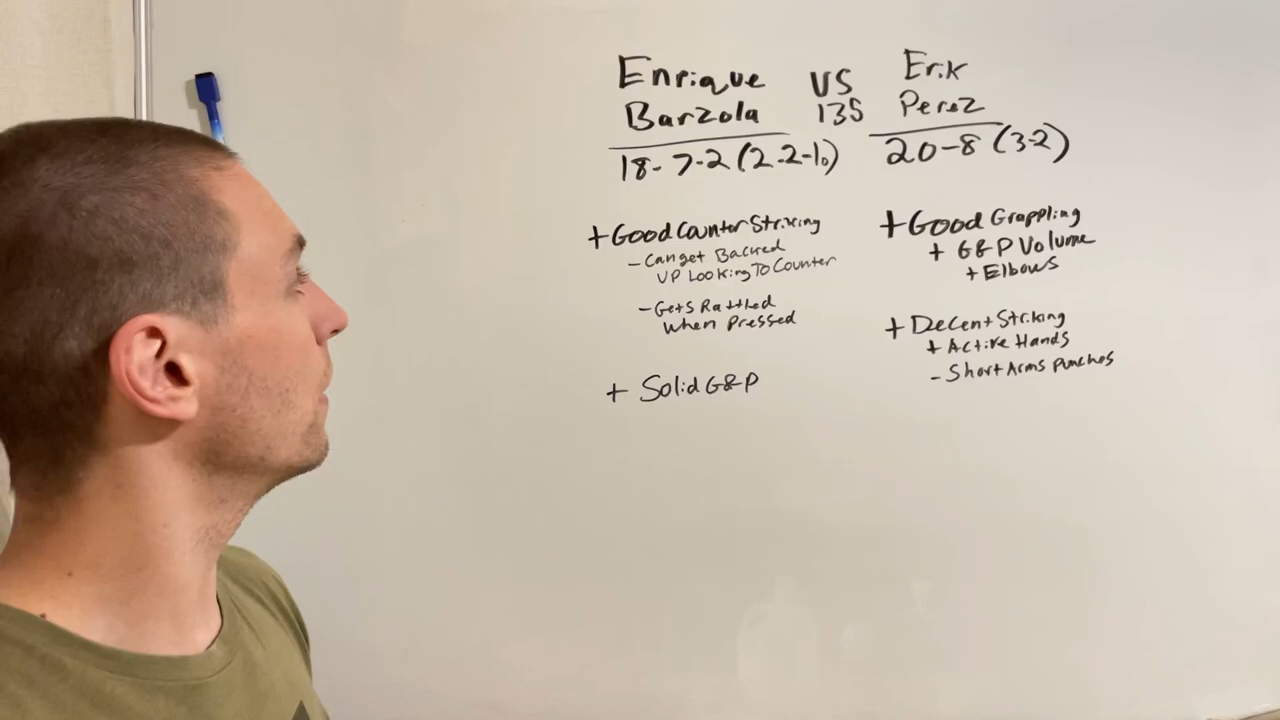 Enrique
Barzola
VS
135
Erik
Perez
18-7-2 (2-2-1)
20-8 (3-2)
+Good Counter Striking
- Can get Backed
UP Looking To Counter
- Gets Rattled
When Pressed
+ Solid G&P
+Good Grappling
+ G&P Volume
+ Elbows
+ Decent Striking
+ Active Hands
- Short Arms Punches